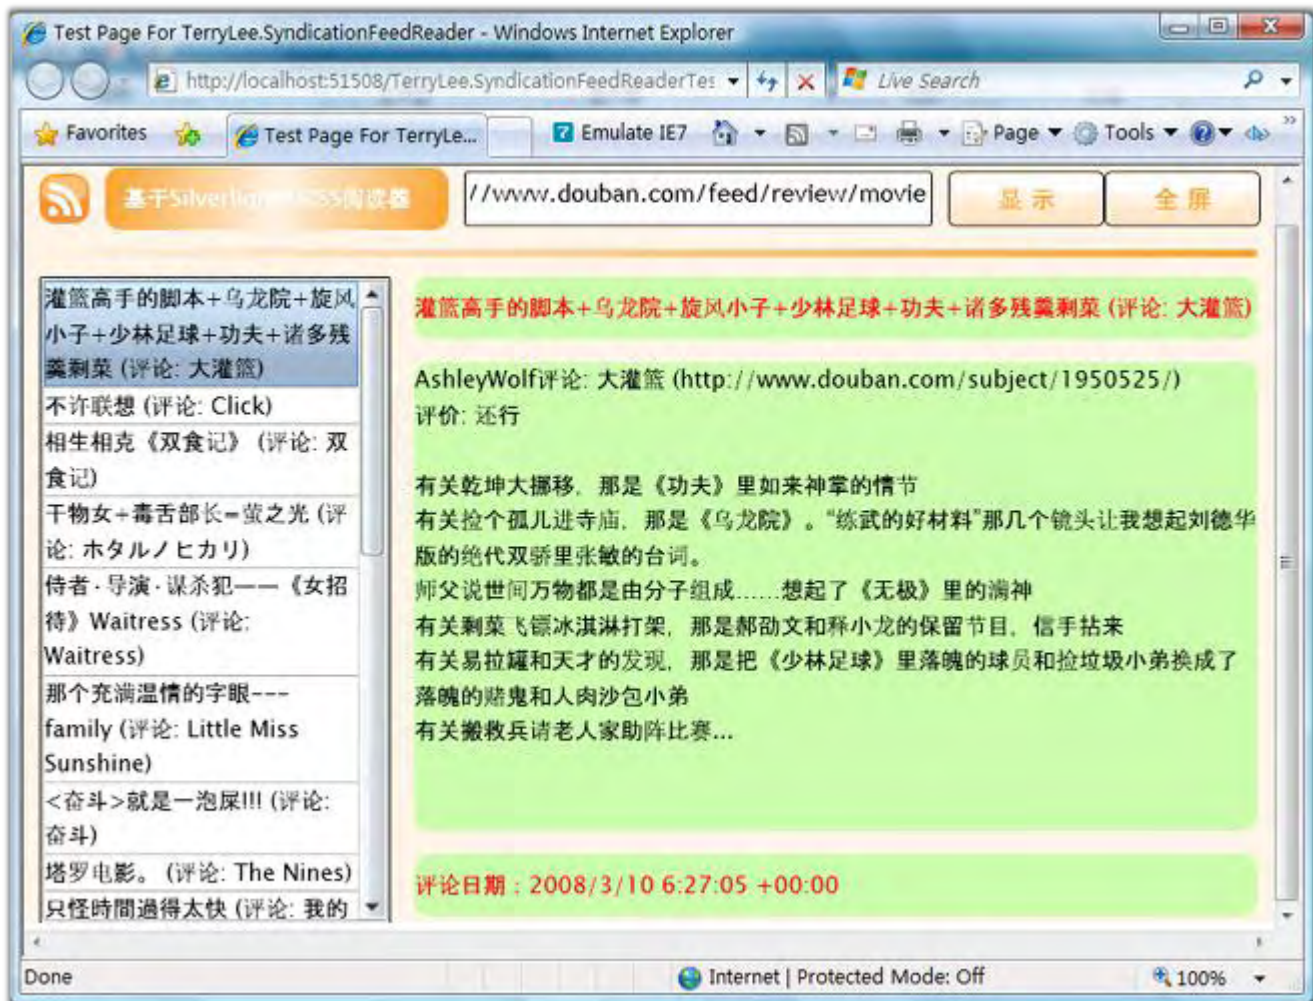 Test Page For TerryLee.SyndicationFeedReader - Windows Internet Explorer
http://localhost:51508/TerryLee.SyndicationFeedReaderTes
Live Search
Favorites
Test Page For TerryLe...
Emulate IE7
Page
Tools
基于Silverlight的RSS阅读器
//www.douban.com/feed/review/movie
显 示
全 屏
灌篮高手的脚本+乌龙院+旋风
小子+少林足球+功夫+诸多残
羹剩菜 (评论: 大灌篮)
不许联想 (评论: Click)
相生相克《双食记》 (评论: 双
食记)
干物女+毒舌部长=萤之光 (评
论: ホタルノヒカリ)
侍者·导演·谋杀犯——《女招
待》Waitress (评论:
Waitress)
那个充满温情的字眼---
family (评论: Little Miss
Sunshine)
<奋斗>就是一泡屎!!! (评论:
奋斗)
塔罗电影。 (评论: The Nines)
只怪時間過得太快 (评论: 我的
灌篮高手的脚本+乌龙院+旋风小子+少林足球+功夫+诸多残羹剩菜 (评论: 大灌篮)
AshleyWolf评论: 大灌篮 (http://www.douban.com/subject/1950525/)
评价: 还行
有关乾坤大挪移，那是《功夫》里如来神掌的情节
有关捡个孤儿进寺庙，那是《乌龙院》。“练武的好材料”那几个镜头让我想起刘德华
版的绝代双骄里张敏的台词。
师父说世间万物都是由分子组成......想起了《无极》里的满神
有关剩菜飞镖冰淇淋打架，那是郝劭文和释小龙的保留节目，信手拈来
有关易拉罐和天才的发现，那是把《少林足球》里落魄的球员和捡垃圾小弟换成了
落魄的赌鬼和人肉沙包小弟
有关搬救兵请老人家助阵比赛...
评论日期：2008/3/10 6:27:05 +00:00
Done
Internet | Protected Mode: Off
100%